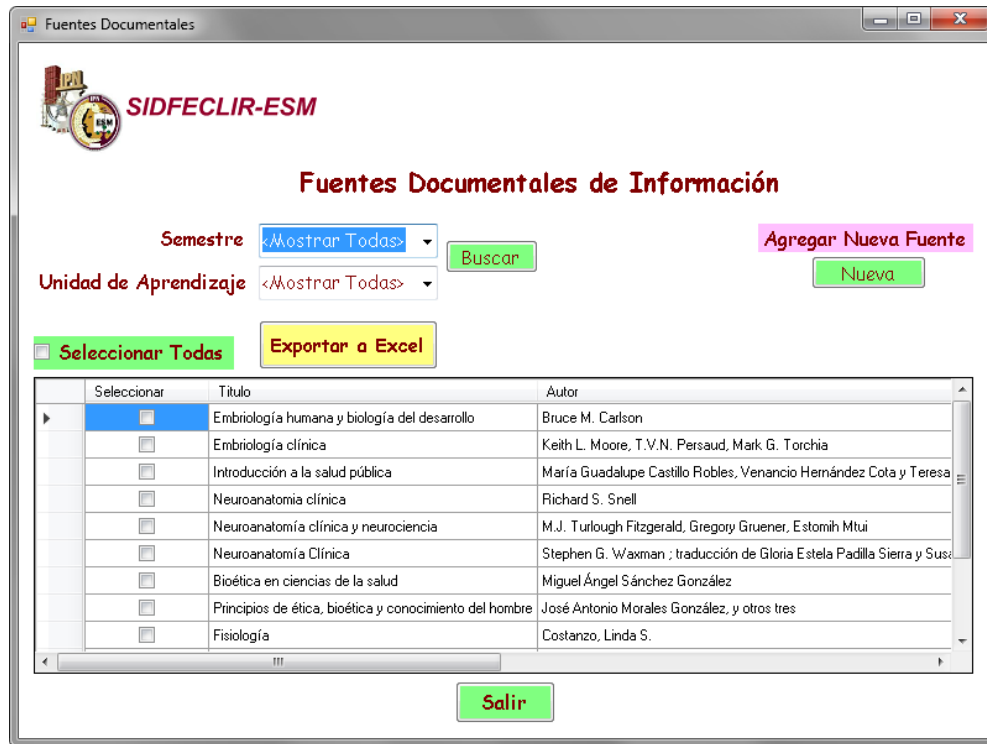 Fuentes Documentales
IPN
ESM
SIDFECLIR-ESM
Fuentes Documentales de Información
Semestre <Mostrar Todas>
Buscar
Agregar Nueva Fuente
Unidad de Aprendizaje <Mostrar Todas>
Nueva
Seleccionar Todas
Exportar a Excel
Seleccionar Titulo Autor
Embriología humana y biología del desarrollo Bruce M. Carlson
Embriología clínica Keith L. Moore, T.V.N. Persaud, Mark G. Torchia
Introducción a la salud pública María Guadalupe Castillo Robles, Venancio Hernández Cota y Teresa
Neuroanatomia clínica Richard S. Snell
Neuroanatomía clínica y neurociencia M.J. Turlough Fitzgerald, Gregory Gruener, Estomih Mtui
Neuroanatomía Clínica Stephen G. Waxman ; traducción de Gloria Estela Padilla Sierra y Susa
Bioética en ciencias de la salud Miguel Ángel Sánchez González
Principios de ética, bioética y conocimiento del hombre José Antonio Morales González, y otros tres
Fisiología Costanzo, Linda S.
Salir